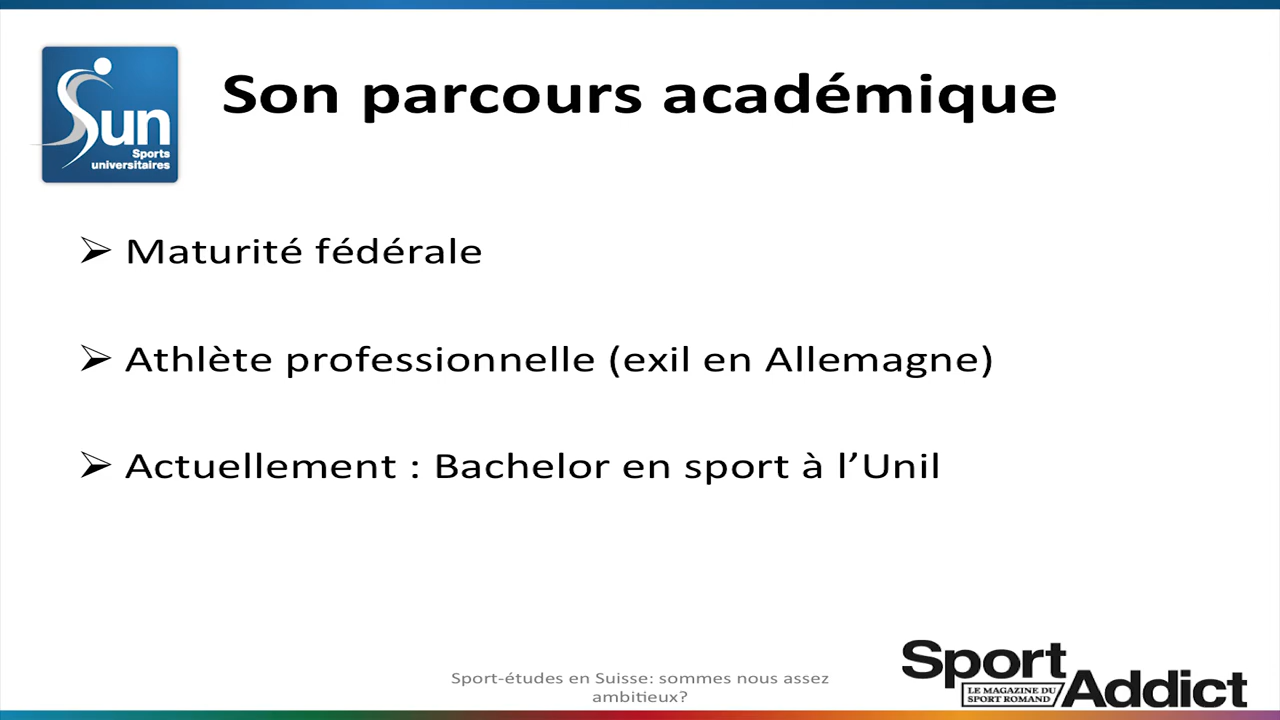 Sun
Sports
universitaires
Son parcours académique
➢ Maturité fédérale
➢ Athlète professionnelle (exil en Allemagne)
➢ Actuellement : Bachelor en sport à l’Unil
Sport-études en Suisse: sommes nous assez
ambitieux?
Sport
LE MAGAZINE DU
SPORT ROMAND
Addict